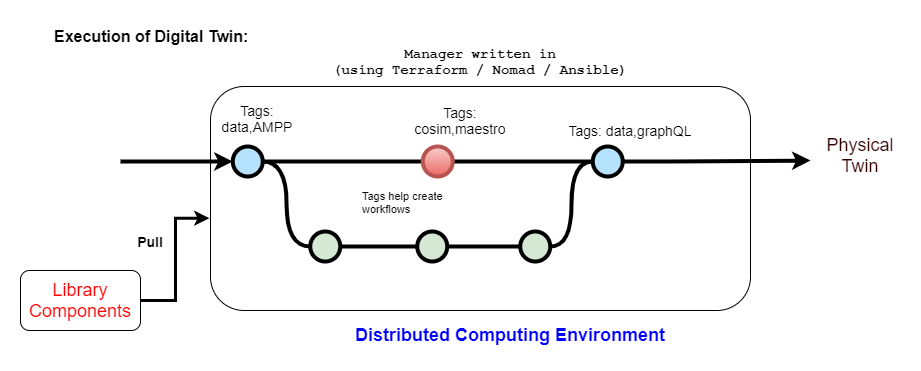 Execution of Digital Twin:
Manager written in
(using Terraform / Nomad / Ansible)
Tags:
data,AMPP
Tags:
cosim,maestro
Tags: data,graphQL
Physical
Twin
Tags help create
workflows
Pull
Library
Components
Distributed Computing Environment